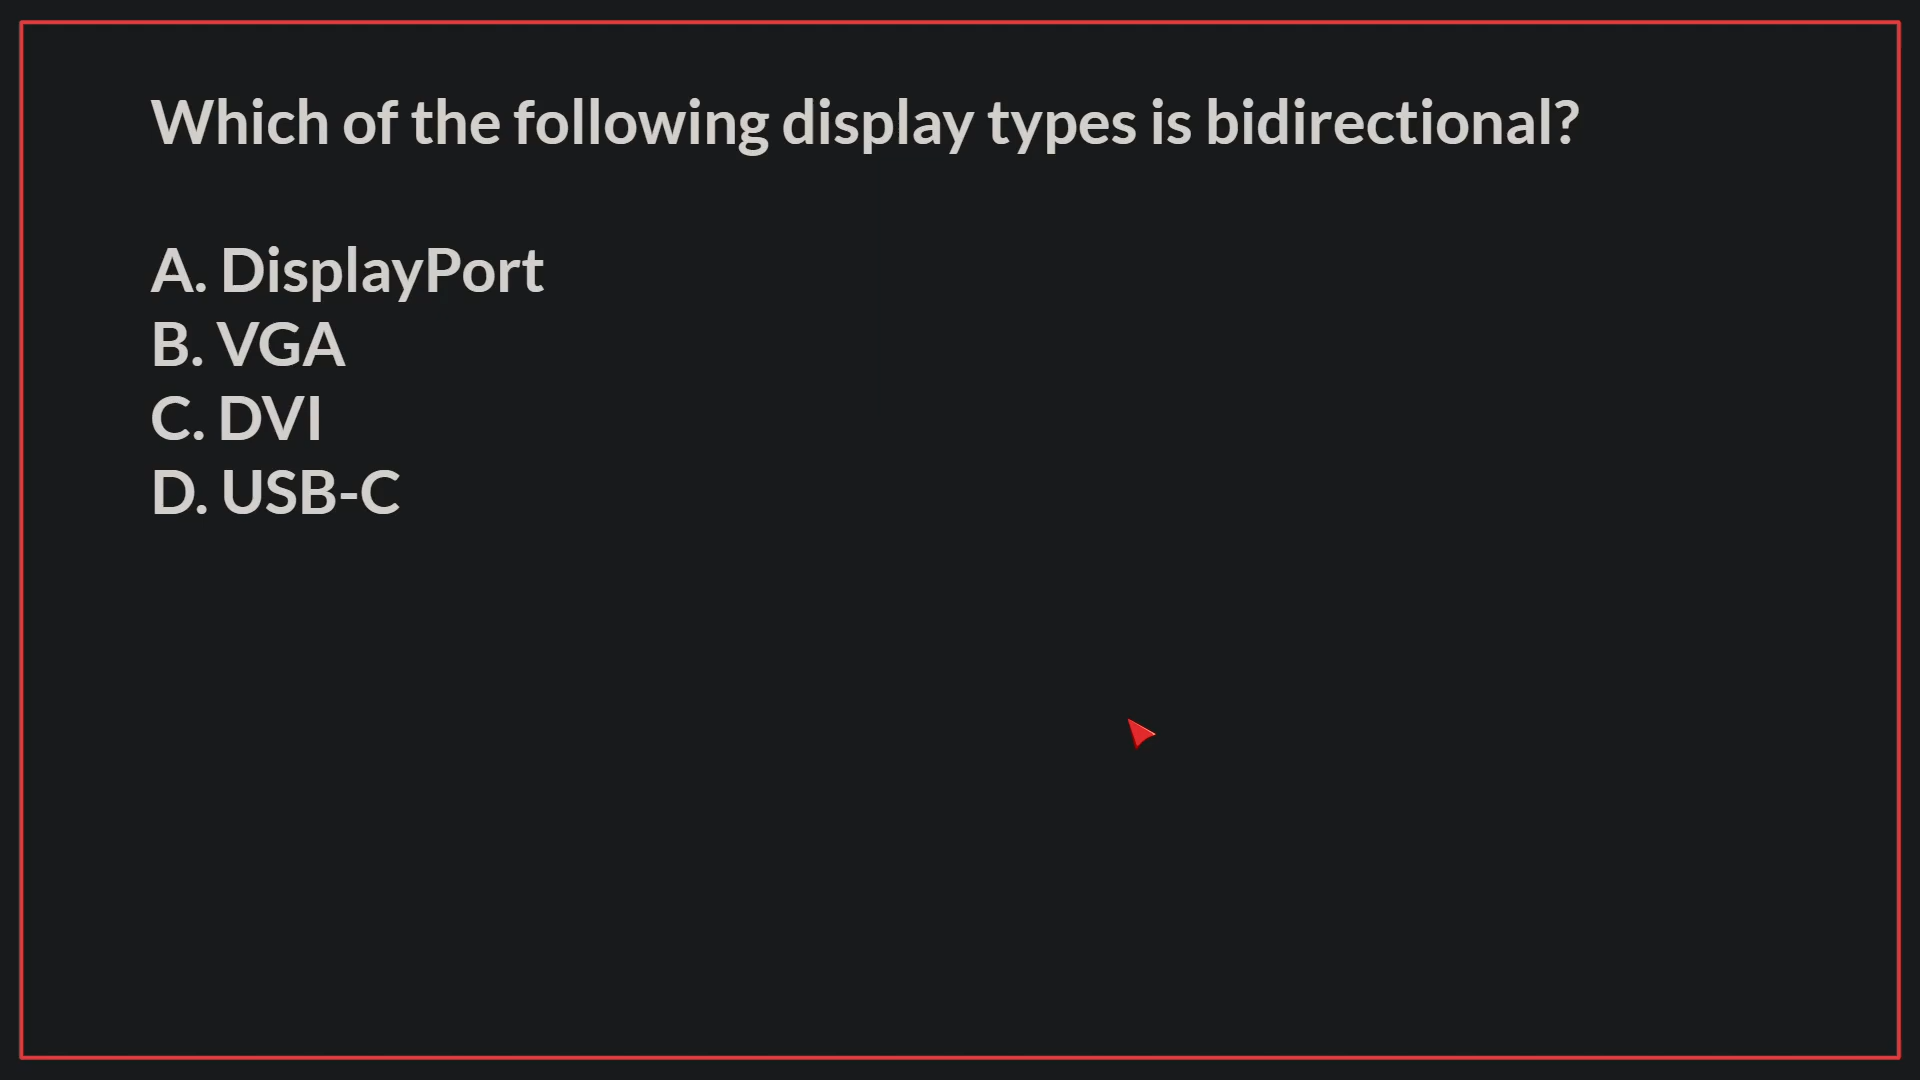 Which of the following display types is bidirectional?
A. DisplayPort
B. VGA
C. DVI
D. USB-C